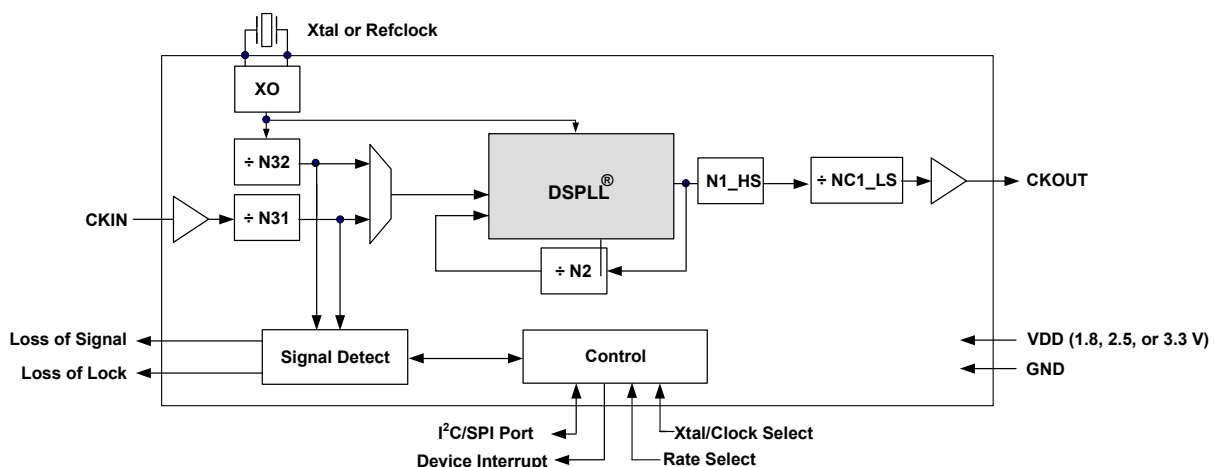 Xtal or Refclock
XO
÷ N32
DSPLL®
N1_HS
÷ NC1_LS
CKOUT
CKIN
÷ N31
÷ N2
Loss of Signal
Loss of Lock
Signal Detect
Control
VDD (1.8, 2.5, or 3.3 V)
GND
I²C/SPI Port
Device Interrupt
Xtal/Clock Select
Rate Select